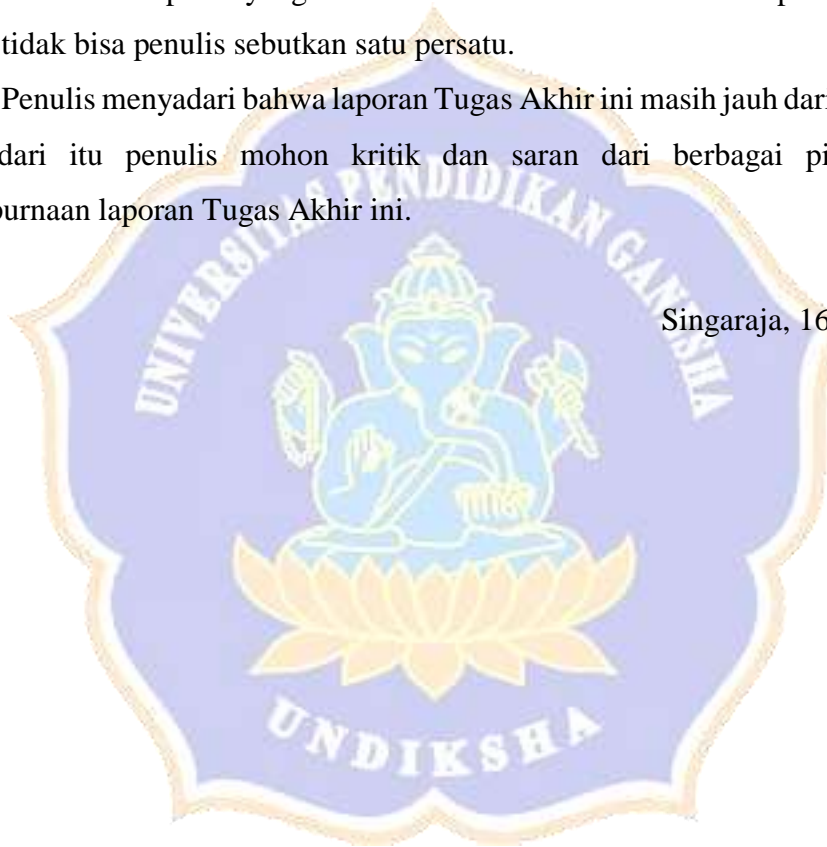 tidak bisa penulis sebutkan satu persatu.
Penulis menyadari bahwa laporan Tugas Akhir ini masih jauh dari
dari itu penulis mohon kritik dan saran dari berbagai pi
purnaan laporan Tugas Akhir ini.
UNIVERSITAS PENDIDIKAN GANESHA
Singaraja, 16
UNDIKSHA